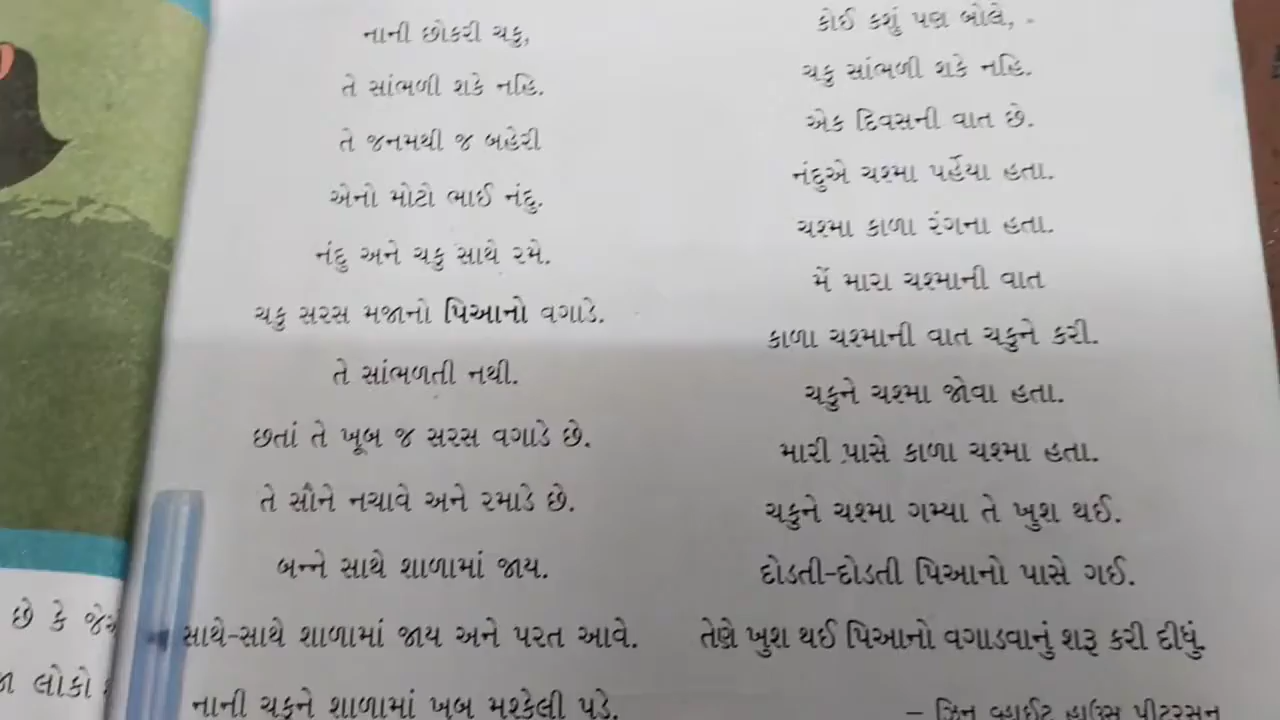 નાની છોકરી ચકુ,
તે સાંભળી શકે નહિ.
તે જનમથી જ બહેરી
એનો મોટો ભાઈ નંદુ.
નંદુ અને ચકુ સાથે રમે.
ચકુ સરસ મજાનો પિઆનો વગાડે.
તે સાંભળતી નથી.
છતાં તે ખૂબ જ સરસ વગાડે છે.
તે સૌને નચાવે અને રમાડે છે.
બન્ને સાથે શાળામાં જાય.
સાથે-સાથે શાળામાં જાય અને પરત આવે.
નાની ચકુને શાળામાં ખૂબ મુશ્કેલી પડે.
કોઈ કશું પણ બોલે,
ચકુ સાંભળી શકે નહિ.
એક દિવસની વાત છે.
નંદુએ ચશ્મા પહેર્યા હતા.
ચશ્મા કાળા રંગના હતા.
મેં મારા ચશ્માની વાત
કાળા ચશ્માની વાત ચકુને કરી.
ચકુને ચશ્મા જોવા હતા.
મારી પાસે કાળા ચશ્મા હતા.
ચકુને ચશ્મા ગમ્યા તે ખુશ થઈ.
દોડતી-દોડતી પિઆનો પાસે ગઈ.
તેણે ખુશ થઈ પિઆનો વગાડવાનું શરૂ કરી દીધું.
– ઝિન વ્હાઈટ હાઉસ પીટરસન
છે કે
લોકો